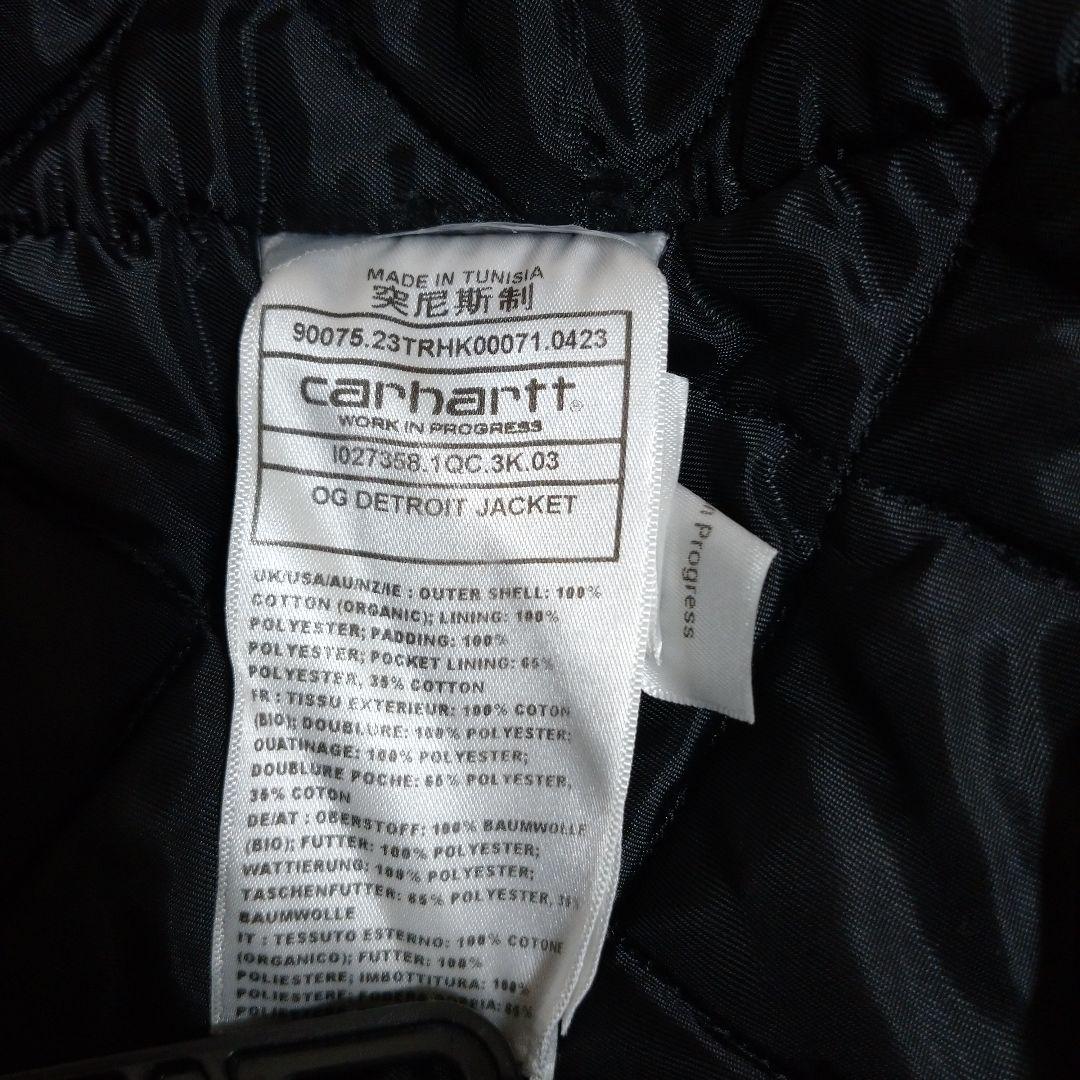 MADE IN TUNISIA
突尼斯制
90075.23TRHK00071.0423
carhartt®
WORK IN PROGRESS
I027358.1QC.3K.03
OG DETROIT JACKET
UK/USA/AU/NZ/IE : OUTER SHELL: 100%
COTTON (ORGANIC); LINING: 100%
POLYESTER; PADDING: 100%
POLYESTER; POCKET LINING: 65%
POLYESTER, 35% COTTON
FR : TISSU EXTERIEUR: 100% COTON
(BIO); DOUBLURE: 100% POLYESTER;
OUATINAGE: 100% POLYESTER;
DOUBLURE POCHE: 65% POLYESTER,
35% COTON
DE/AT : OBERSTOFF: 100% BAUMWOLLE
(BIO); FUTTER: 100% POLYESTER;
WATTIERUNG: 100% POLYESTER;
TASCHENFUTTER: 65% POLYESTER, 35%
BAUMWOLLE
IT : TESSUTO ESTERNO: 100% COTONE
(ORGANICO); FUTTER: 100%
POLIESTERE; IMBOTTITURA: 100%
POLIESTERE; 65%
progress